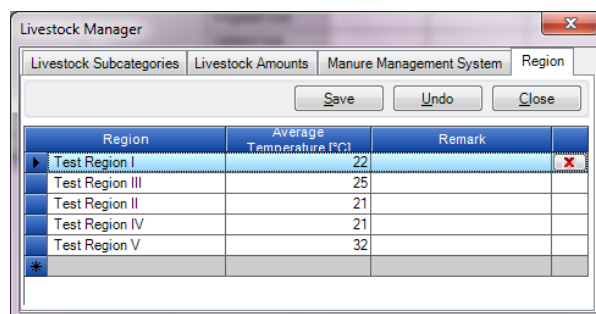 Livestock Manager
Livestock Subcategories Livestock Amounts Manure Management System Region
Save Undo Close
Region Average Temperature [°C] Remark
Test Region I 22
Test Region III 25
Test Region II 21
Test Region IV 21
Test Region V 32